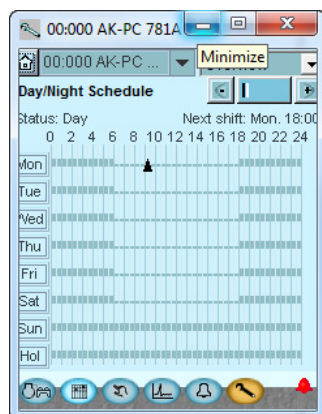 00:000 AK-PC 781A
00:000 AK-PC ...
Minimize
Day/Night Schedule
Status: Day
Next shift: Mon. 18:00
0 2 4 6 8 10 12 14 16 18 20 22 24
Mon
Tue
Wed
Thu
Fri
Sat
Sun
Hol